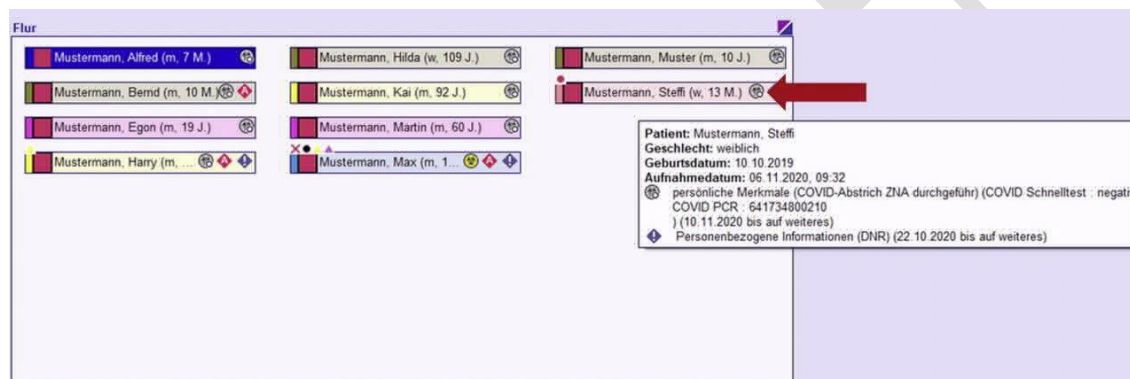 Flur
Mustermann, Alfred (m, 7 M.)
Mustermann, Hilda (w, 109 J.)
Mustermann, Muster (m, 10 J.)
Mustermann, Bernd (m, 10 M.)
Mustermann, Kai (m, 92 J.)
Mustermann, Steffi (w, 13 M.)
Mustermann, Egon (m, 19 J.)
Mustermann, Martin (m, 60 J.)
Mustermann, Harry (m, ...
Mustermann, Max (m, 1...
Patient: Mustermann, Steffi
Geschlecht: weiblich
Geburtsdatum: 10.10.2019
Aufnahmedatum: 06.11.2020, 09:32
persönliche Merkmale (COVID-Abstrich ZNA durchgeführ) (COVID Schnelltest : negati
COVID PCR : 641734800210
) (10.11.2020 bis auf weiteres)
Personenbezogene Informationen (DNR) (22.10.2020 bis auf weiteres)